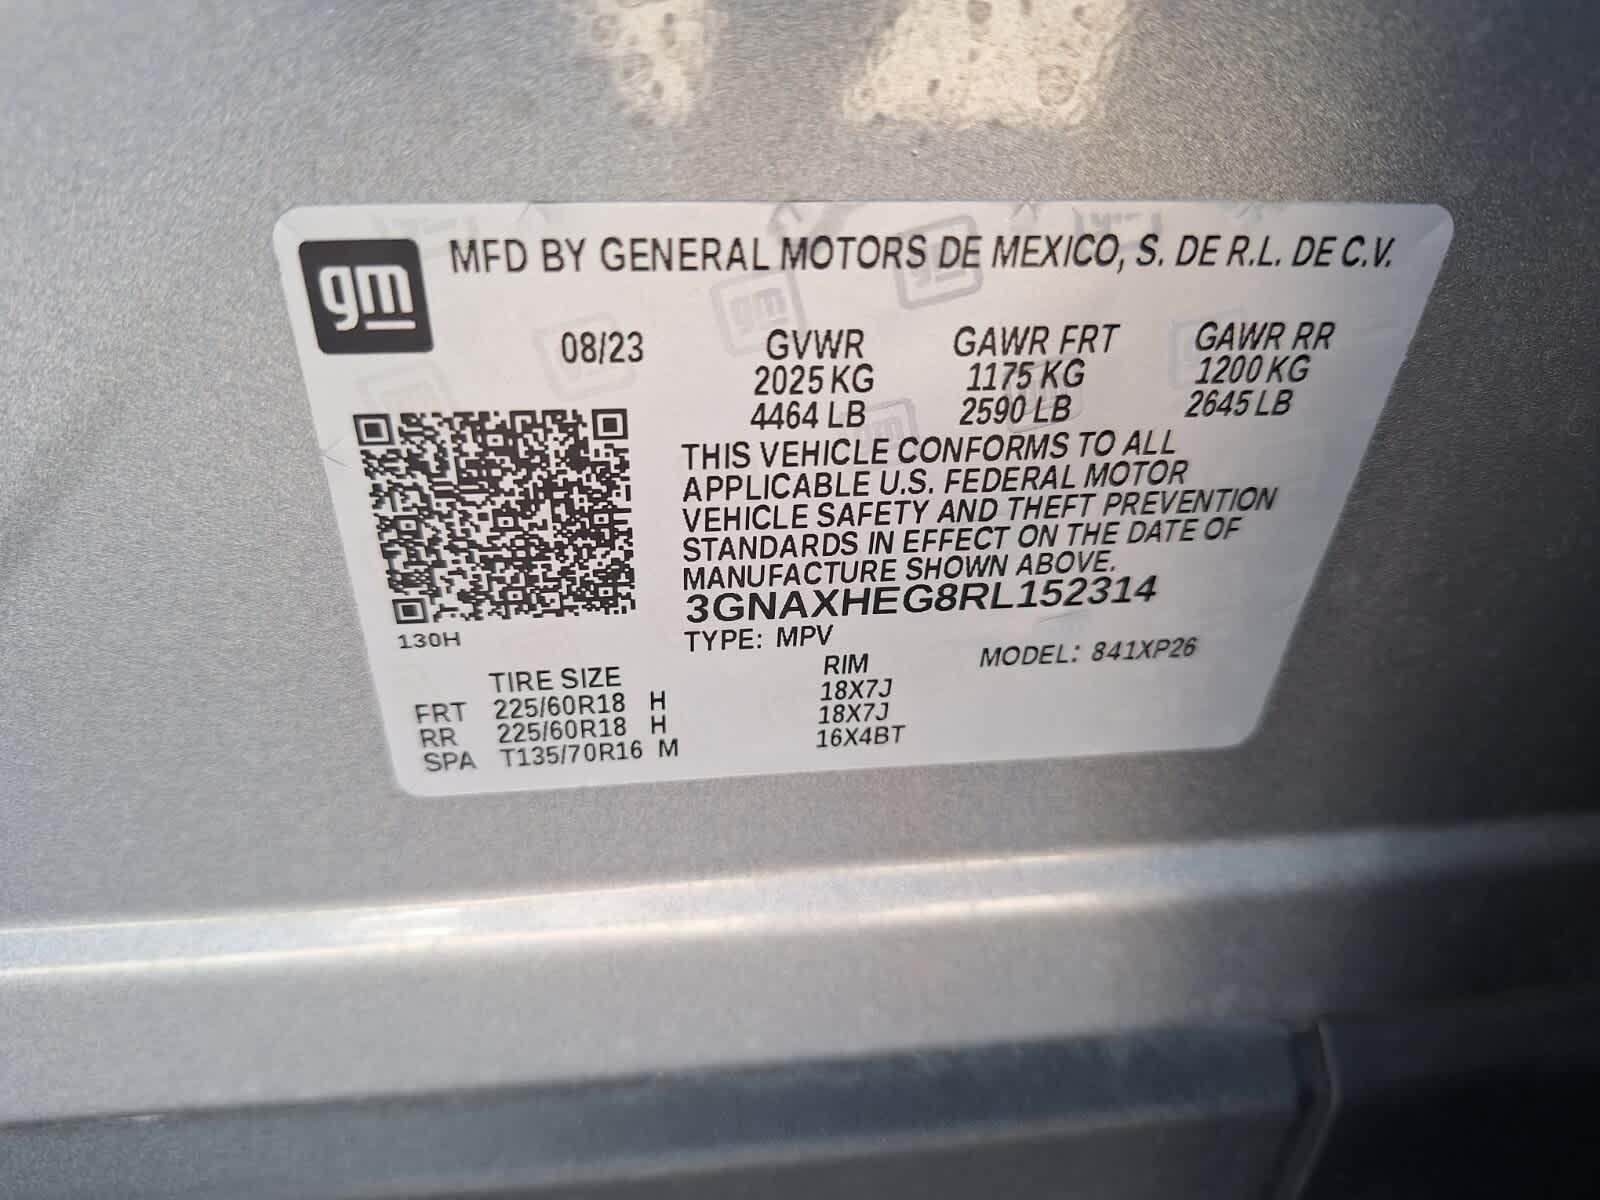 gm MFD BY GENERAL MOTORS DE MEXICO, S. DE R.L. DE C.V.
08/23 GVWR GAWR FRT GAWR RR
2025 KG 1175 KG 1200 KG
4464 LB 2590 LB 2645 LB
THIS VEHICLE CONFORMS TO ALL
APPLICABLE U.S. FEDERAL MOTOR
VEHICLE SAFETY AND THEFT PREVENTION
STANDARDS IN EFFECT ON THE DATE OF
MANUFACTURE SHOWN ABOVE.
3GNAXHEG8RL152314
130H TYPE: MPV MODEL: 841XP26
TIRE SIZE RIM
FRT 225/60R18 H 18X7J
RR 225/60R18 H 18X7J
SPA T135/70R16 M 16X4BT